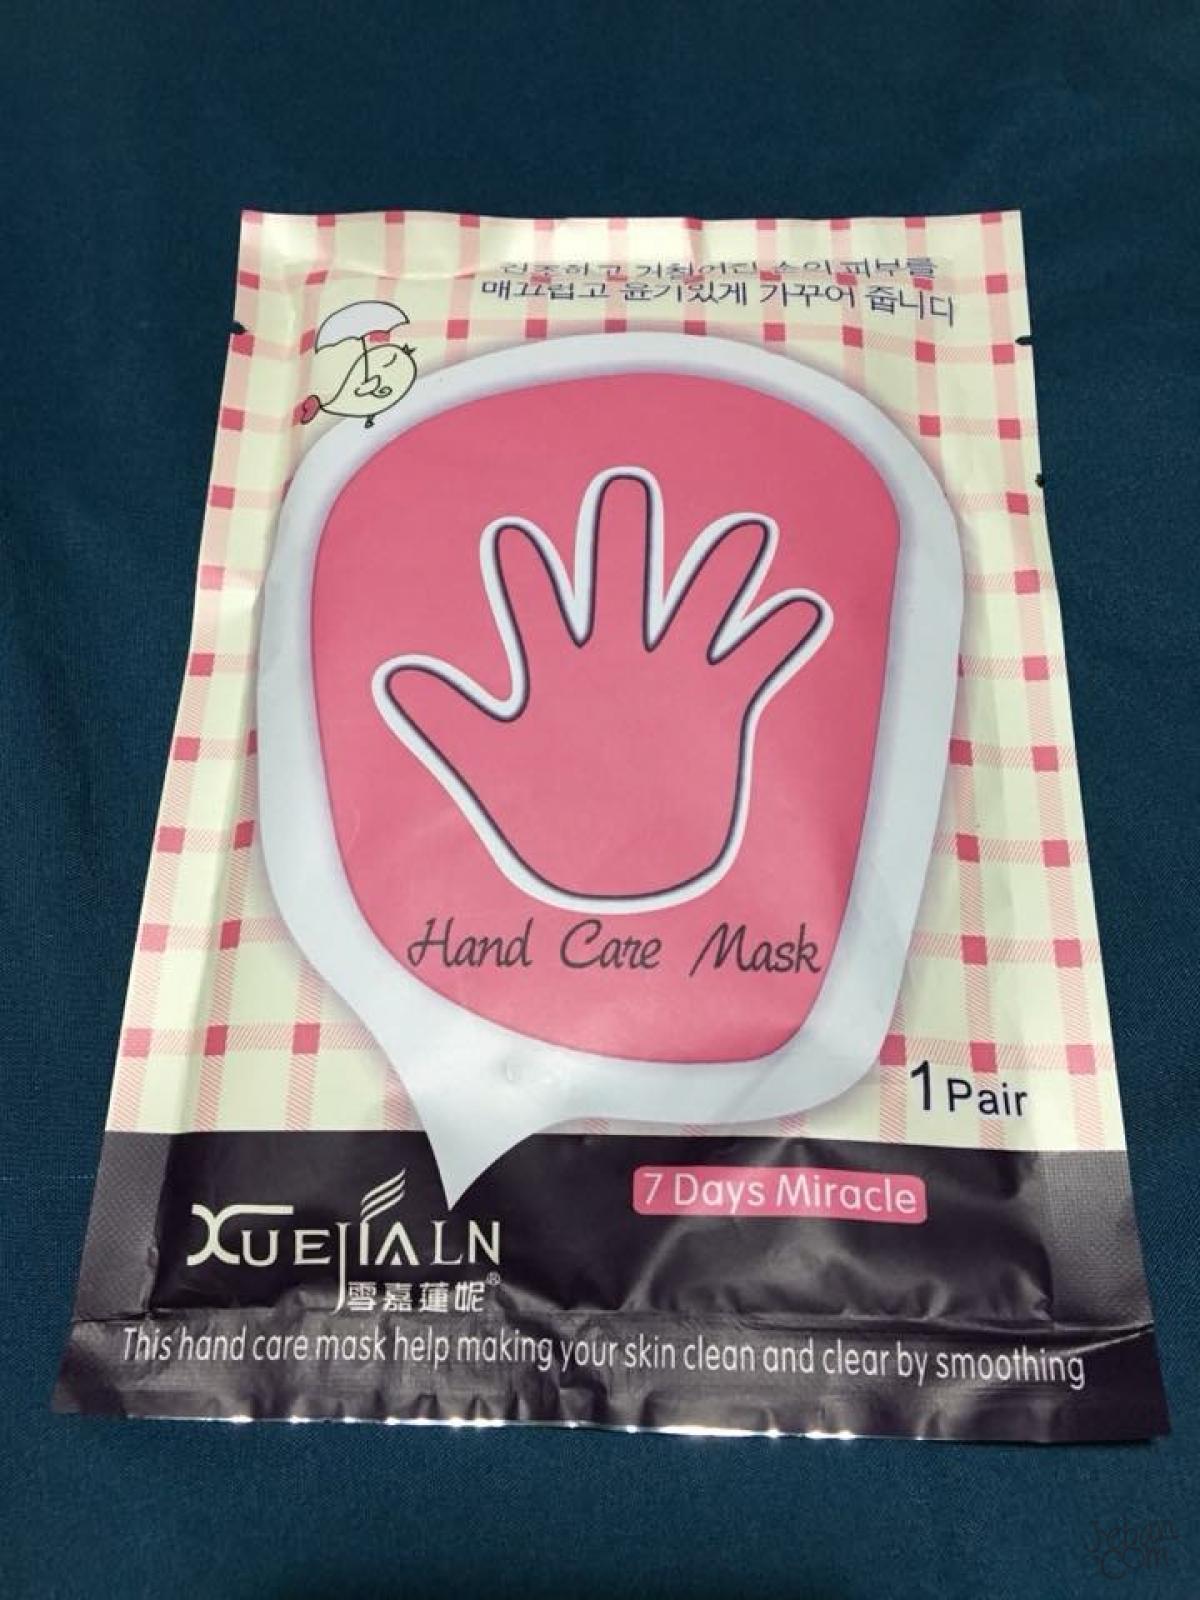 건조하고 거칠어진 손의 피부를
매끄럽고 윤기있게 가꾸어 줍니다
Hand Care Mask
1 Pair
7 Days Miracle
XUEJIALN
雪嘉蓮妮®
This hand care mask help making your skin clean and clear by smoothing
Jeban
Com